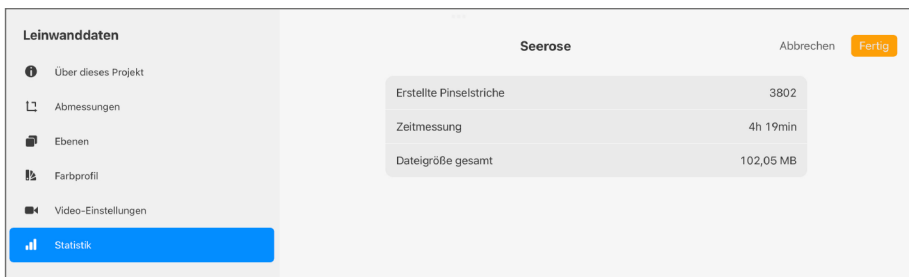 Leinwanddaten
Über dieses Projekt
Abmessungen
Ebenen
Farbprofil
Video-Einstellungen
Statistik
Seerose
Abbrechen
Fertig
Erstellte Pinselstriche 3802
Zeitmessung 4h 19min
Dateigröße gesamt 102,05 MB